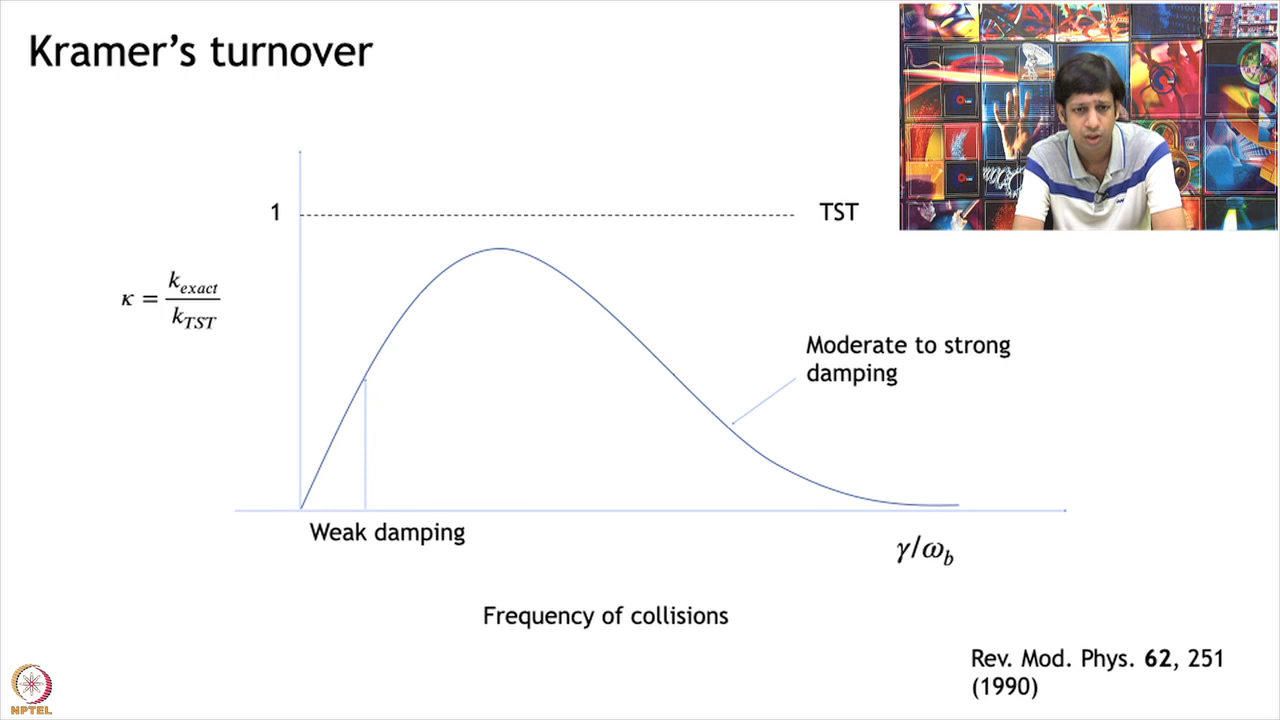 Kramer's turnover
1
TST
κ = k_exact / k_TST
Moderate to strong
damping
Weak damping
γ/ω_b
Frequency of collisions
Rev. Mod. Phys. 62, 251
(1990)
NPTEL